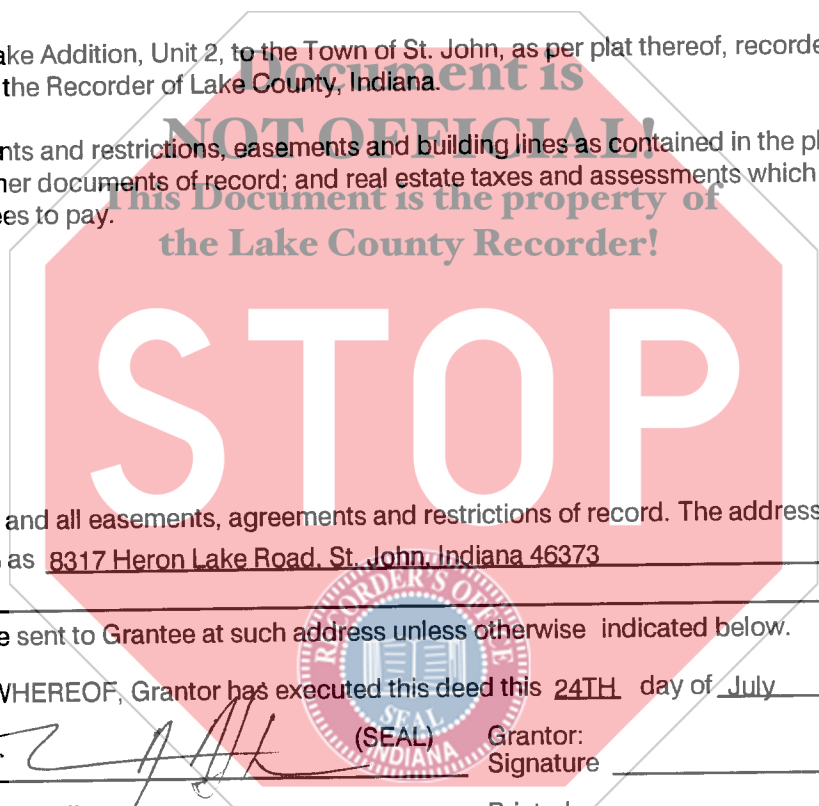 ake Addition, Unit 2, to the Town of St. John, as per plat thereof, recorde
the Recorder of Lake County, Indiana.
Document is
NOT OFFICIAL!
nts and restrictions, easements and building lines as contained in the pl
ner documents of record; and real estate taxes and assessments which
This Document is the property of
es to pay.
the Lake County Recorder!
STOP
and all easements, agreements and restrictions of record. The address
as 8317 Heron Lake Road, St. John, Indiana 46373
RECORDER'S OFFICE
e sent to Grantee at such address unless otherwise indicated below.
WHEREOF, Grantor has executed this deed this 24TH day of July
SEAL
INDIANA
(SEAL) Grantor:
Signature